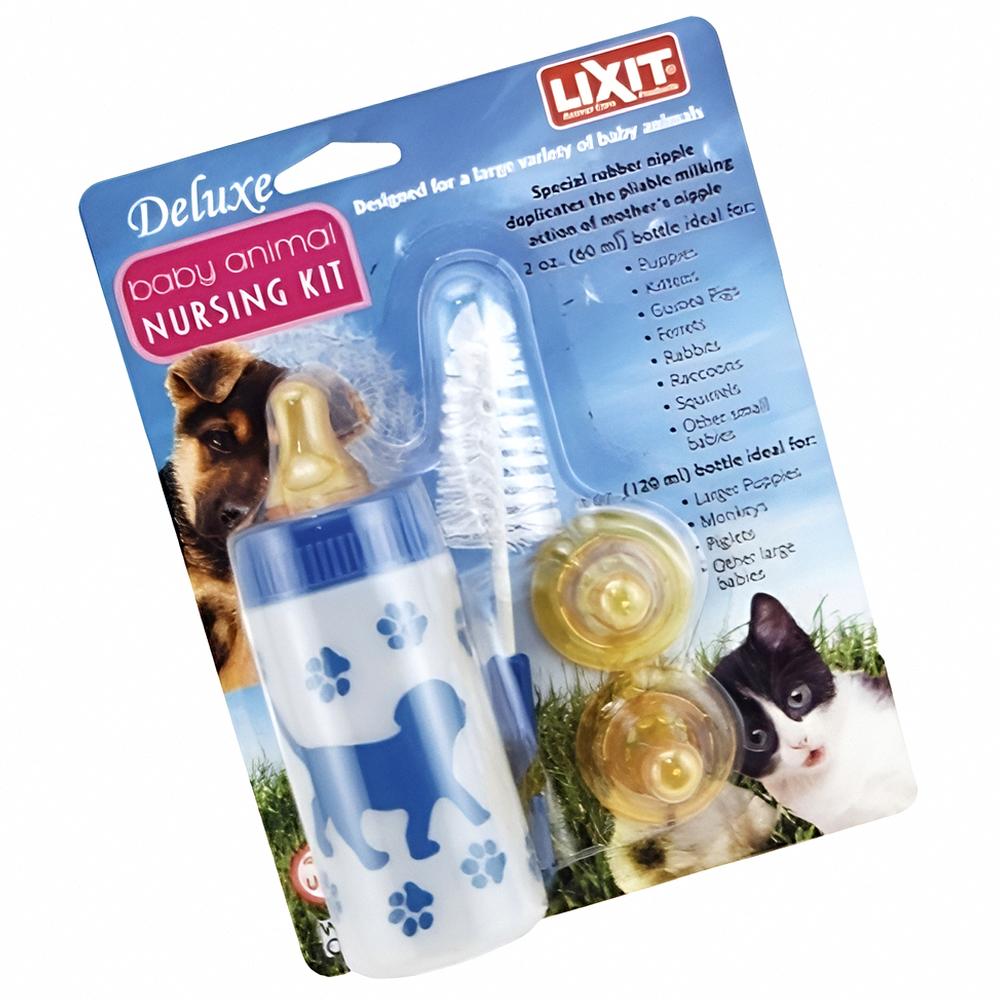 LIXIT
Designed for a large variety of baby animals
Deluxe
baby animal
NURSING KIT
Special rubber nipple
duplicates the pliable milking
action of mother's nipple
2 oz. (60 ml) bottle ideal for:
• Puppies
• Kittens
• Guinea Pigs
• Ferrets
• Rabbits
• Raccoons
• Squirrels
• Other small
babies
(120 ml) bottle ideal for:
• Larger Puppies
• Monkeys
• Piglets
• Other large
babies